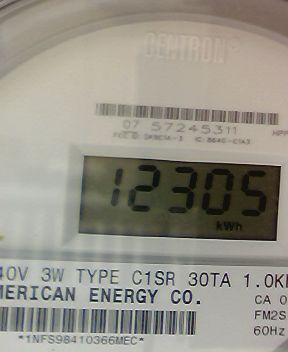 CENTRON
07 57245311
12305
kWh
40V 3W TYPE C1SR 30TA 1.0K
MERICAN ENERGY CO.
CA 0
FM2S
60Hz
*1NFS98410366MEC*